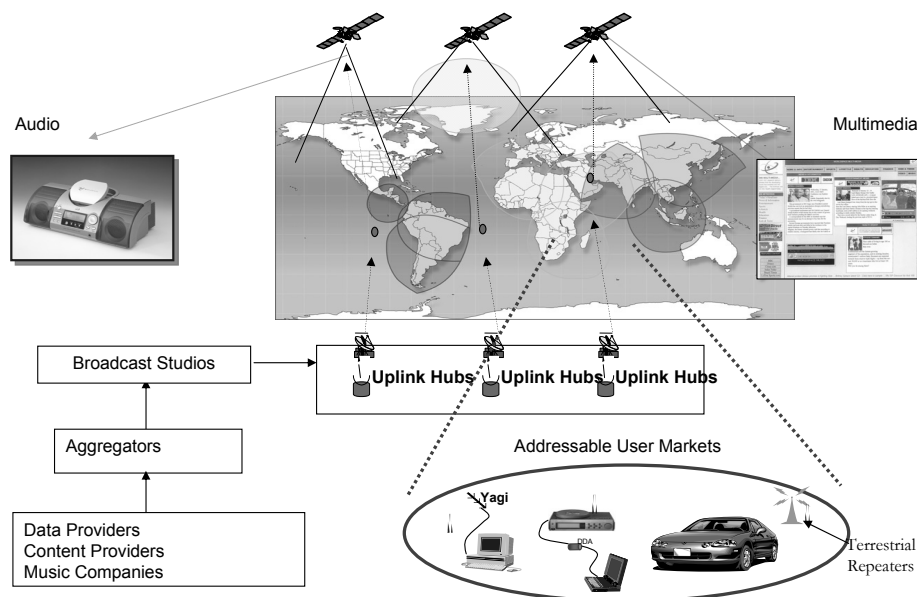 Audio
Multimedia
Broadcast Studios
Uplink Hubs
Uplink Hubs
Uplink Hubs
Aggregators
Addressable User Markets
Yagi
DDA
Data Providers
Content Providers
Music Companies
Terrestrial
Repeaters